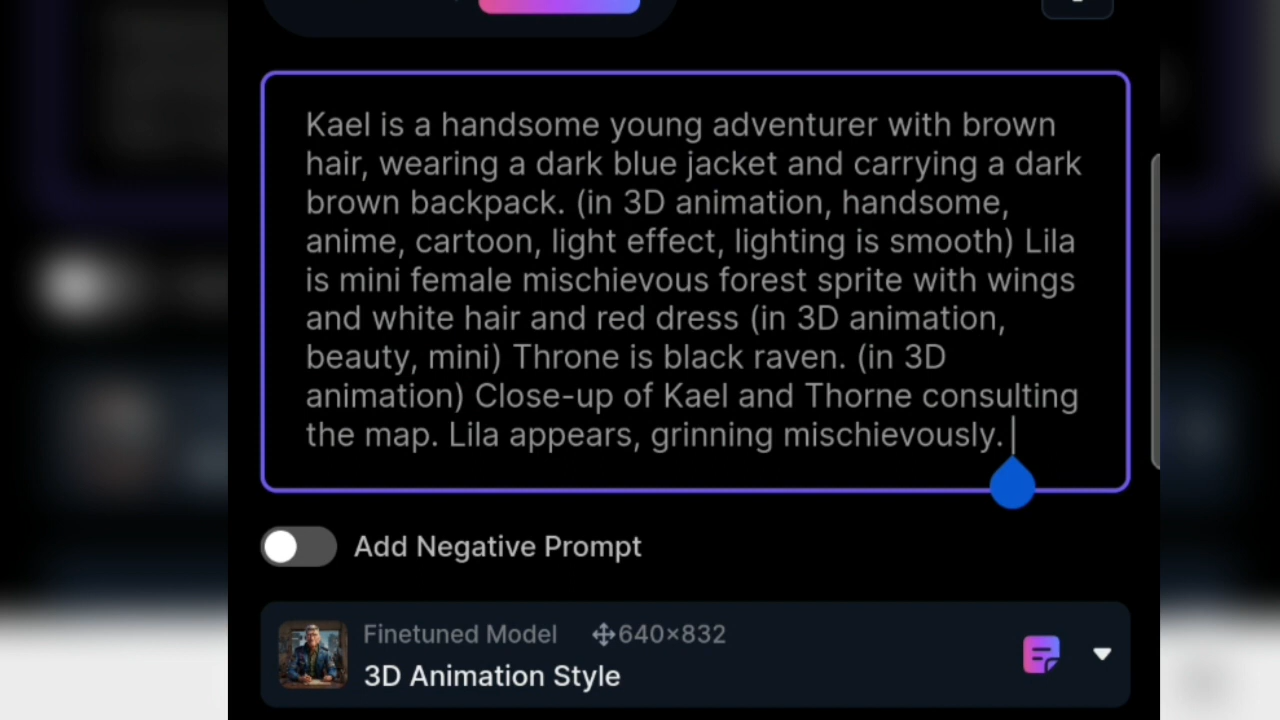 Kael is a handsome young adventurer with brown
hair, wearing a dark blue jacket and carrying a dark
brown backpack. (in 3D animation, handsome,
anime, cartoon, light effect, lighting is smooth) Lila
is mini female mischievous forest sprite with wings
and white hair and red dress (in 3D animation,
beauty, mini) Throne is black raven. (in 3D
animation) Close-up of Kael and Thorne consulting
the map. Lila appears, grinning mischievously.
Add Negative Prompt
Finetuned Model 640×832
3D Animation Style